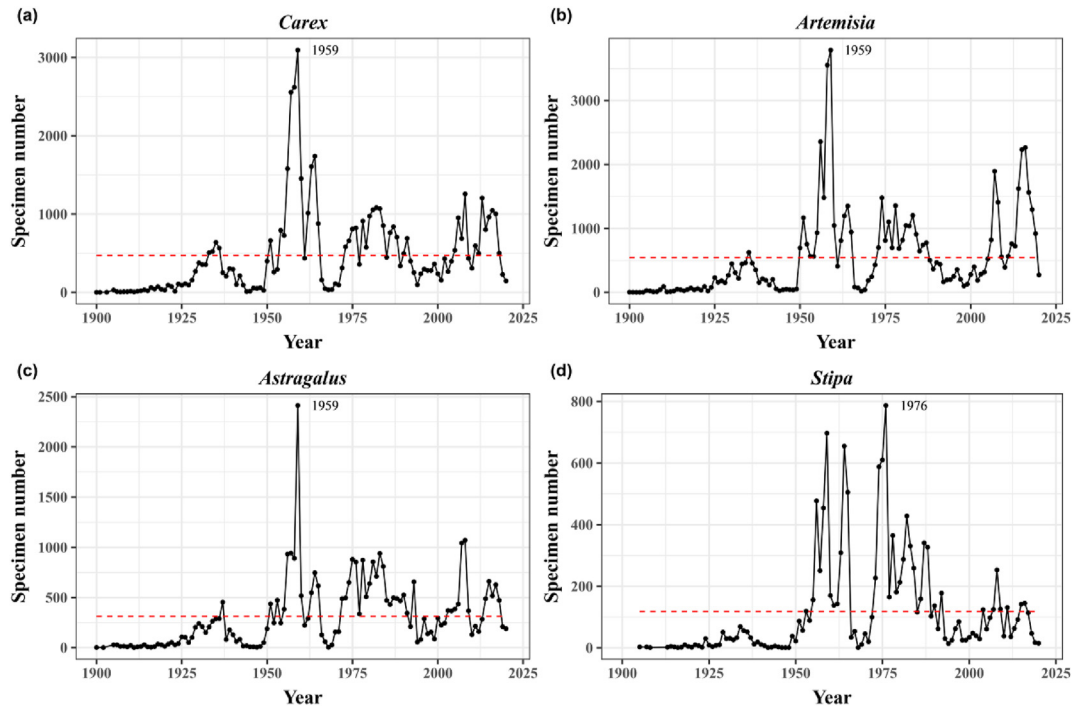 (a)
Carex
Specimen number
3000
2000
1000
0
1959
1900 1925 1950 1975 2000 2025
Year
(b)
Artemisia
Specimen number
3000
2000
1000
0
1959
1900 1925 1950 1975 2000 2025
Year
(c)
Astragalus
Specimen number
2500
2000
1500
1000
500
0
1959
1900 1925 1950 1975 2000 2025
Year
(d)
Stipa
Specimen number
800
600
400
200
0
1976
1900 1925 1950 1975 2000 2025
Year